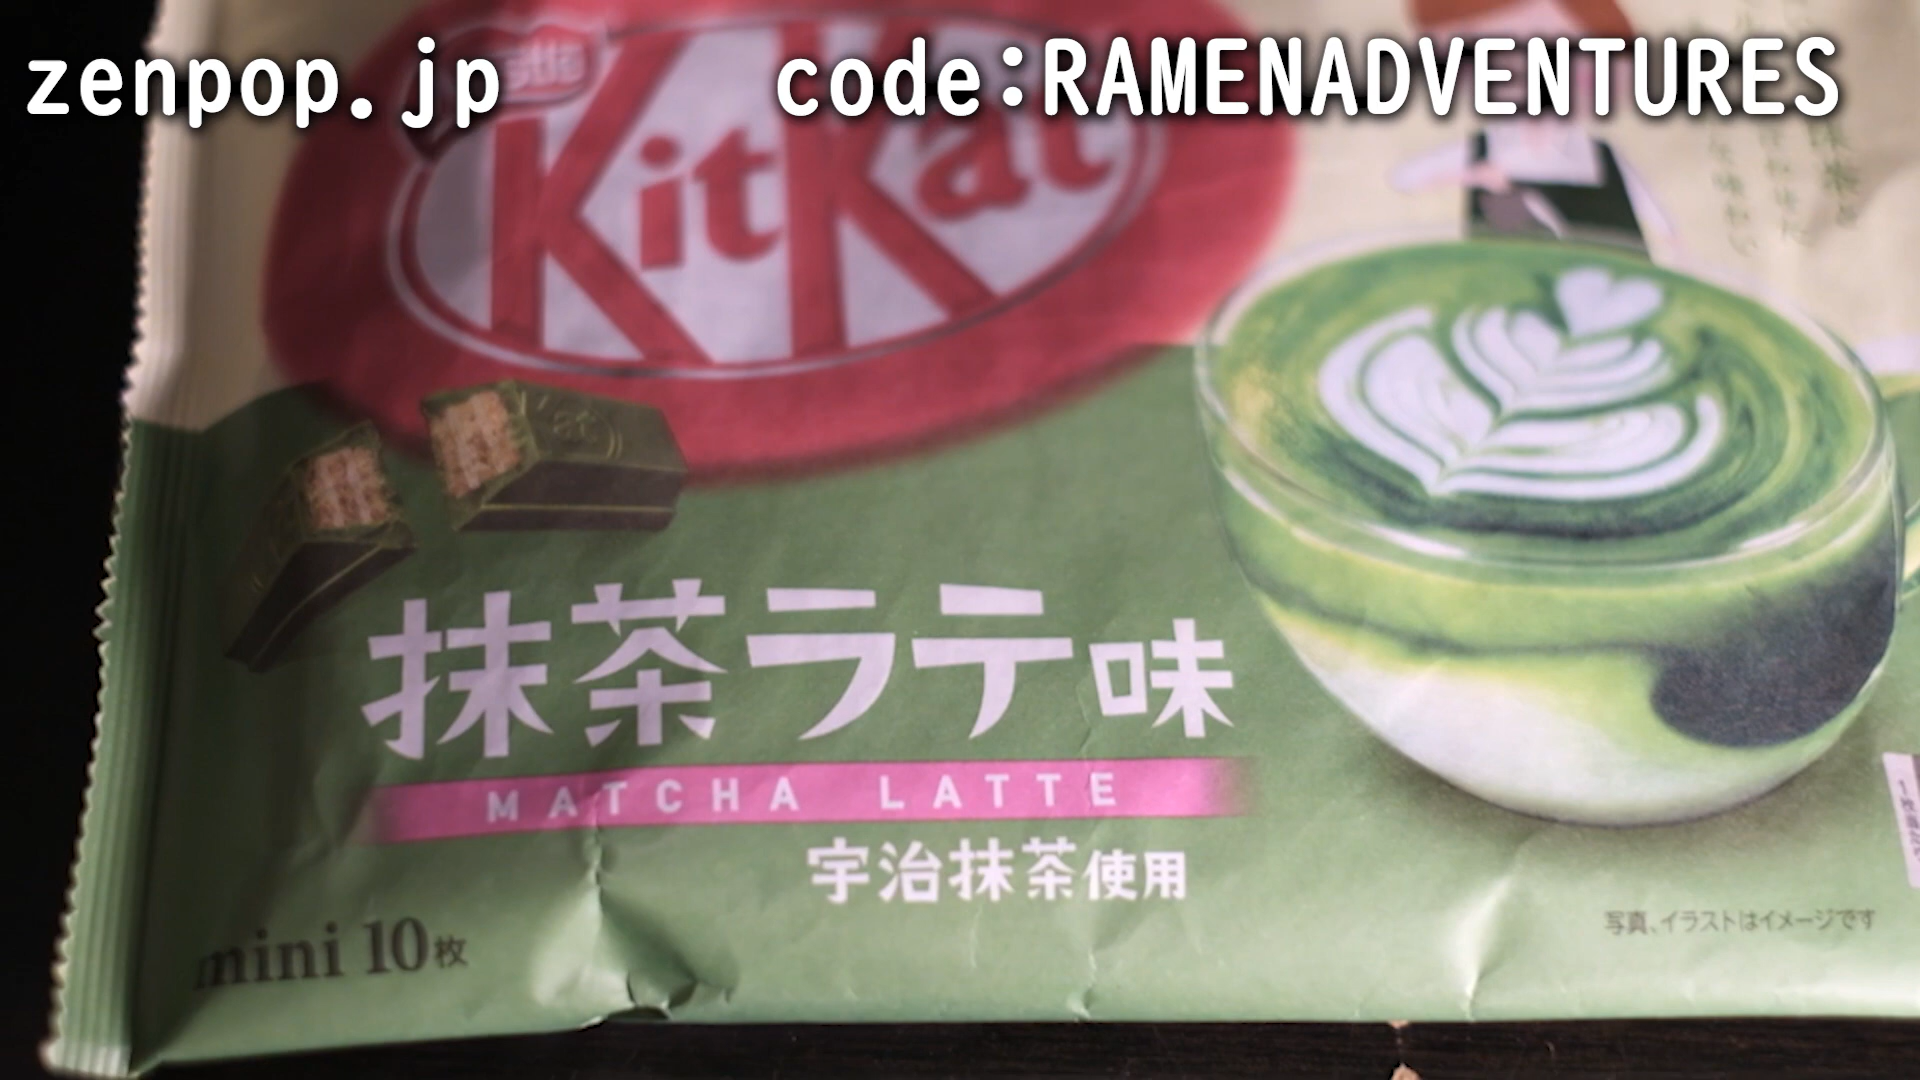 zenpop.jp
code:RAMENADVENTURES
KitKat
抹茶ラテ味
MATCHA LATTE
宇治抹茶使用
mini 10枚
写真、イラストはイメージです